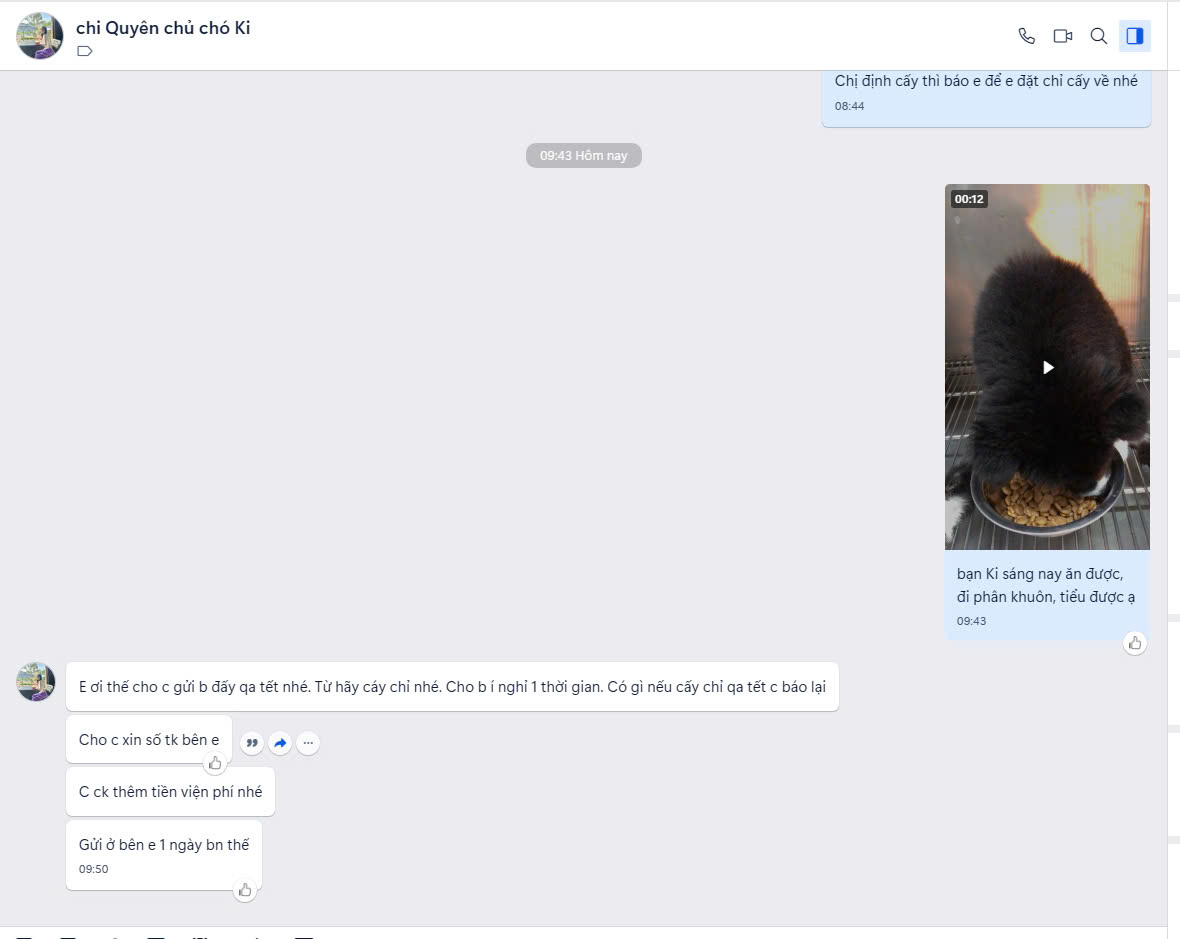 chi Quyên chủ chó Ki
Chị định cấy thì báo e để e đặt chỉ cấy về nhé
08:44
09:43 Hôm nay
00:12
bạn Ki sáng nay ăn được,
đi phân khuôn, tiểu được ạ
09:43
E ơi thế cho c gửi b đấy qa tết nhé. Từ hãy cáy chỉ nhé. Cho b í nghỉ 1 thời gian. Có gì nếu cấy chỉ qa tết c báo lại
Cho c xin số tk bên e
C ck thêm tiền viện phí nhé
Gửi ở bên e 1 ngày bn thế
09:50